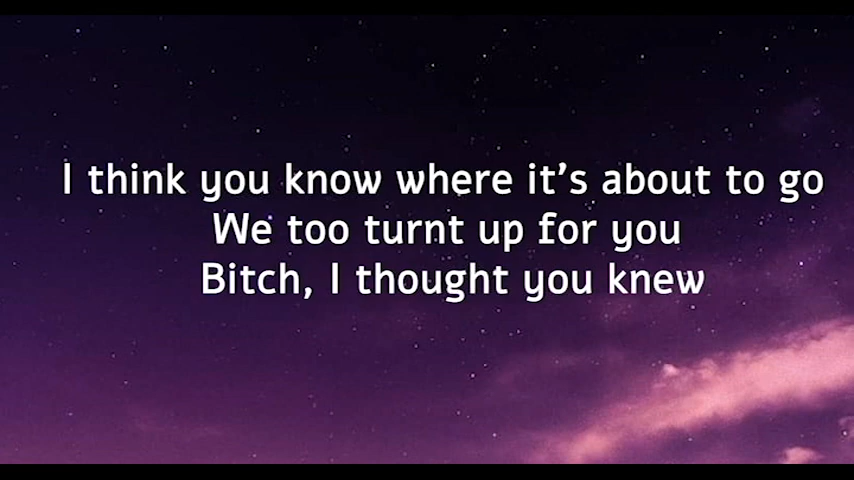 I think you know where it's about to go
We too turnt up for you
Bitch, I thought you knew